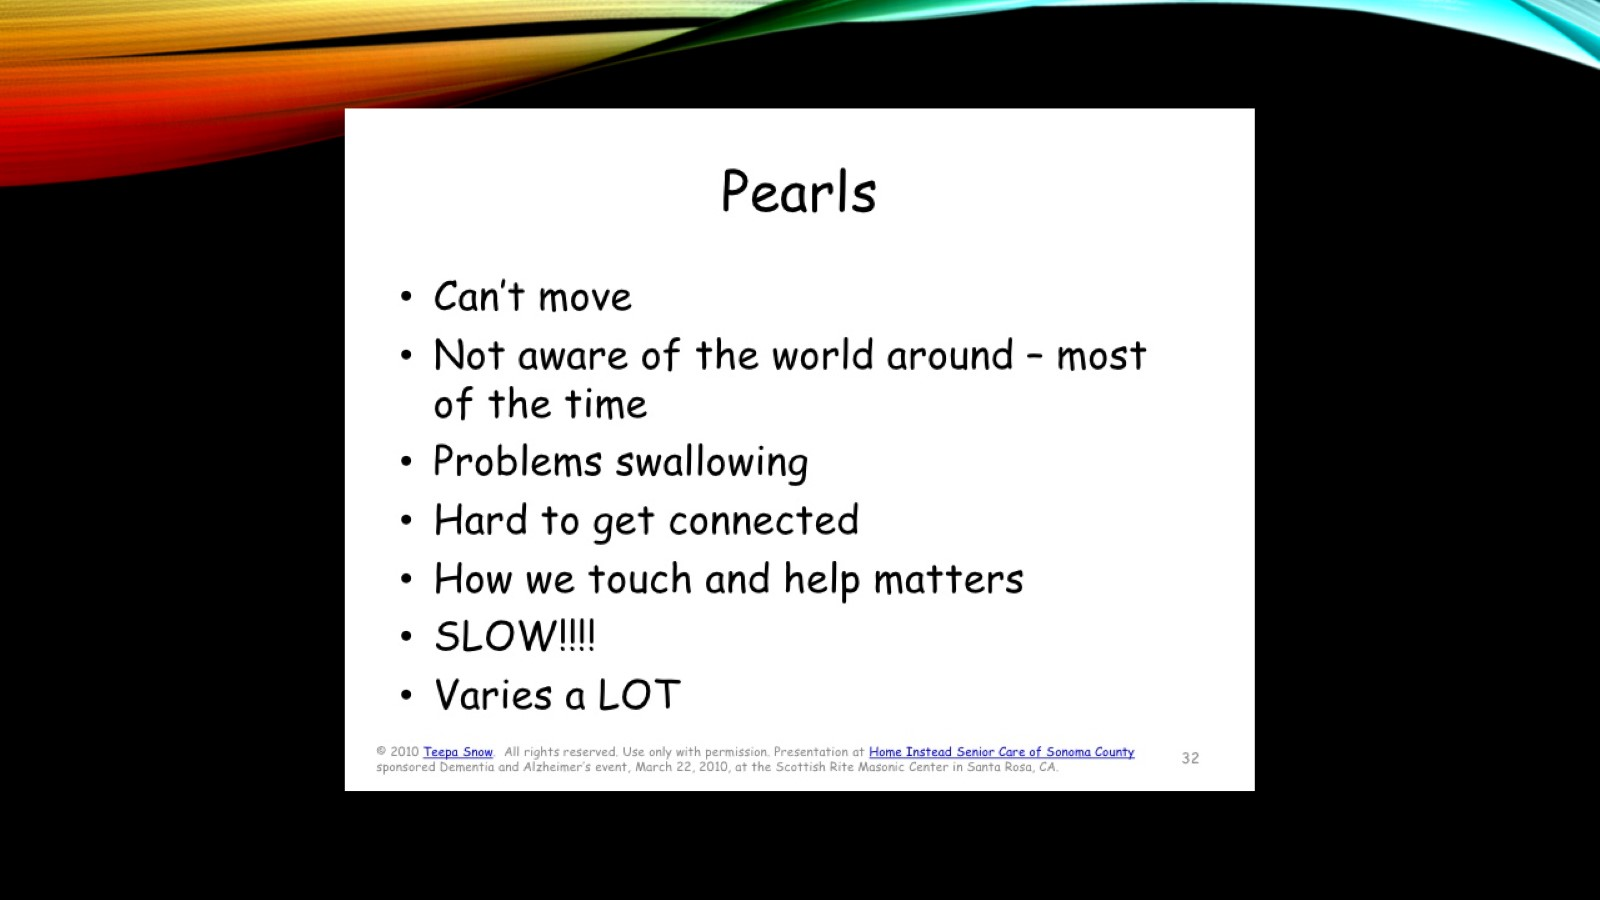 Pearls
• Can't move
• Not aware of the world around – most
of the time
• Problems swallowing
• Hard to get connected
• How we touch and help matters
• SLOW!!!!
• Varies a LOT
© 2010 Teepa Snow. All rights reserved. Use only with permission. Presentation at Home Instead Senior Care of Sonoma County
sponsored Dementia and Alzheimer's event, March 22, 2010, at the Scottish Rite Masonic Center in Santa Rosa, CA.
32